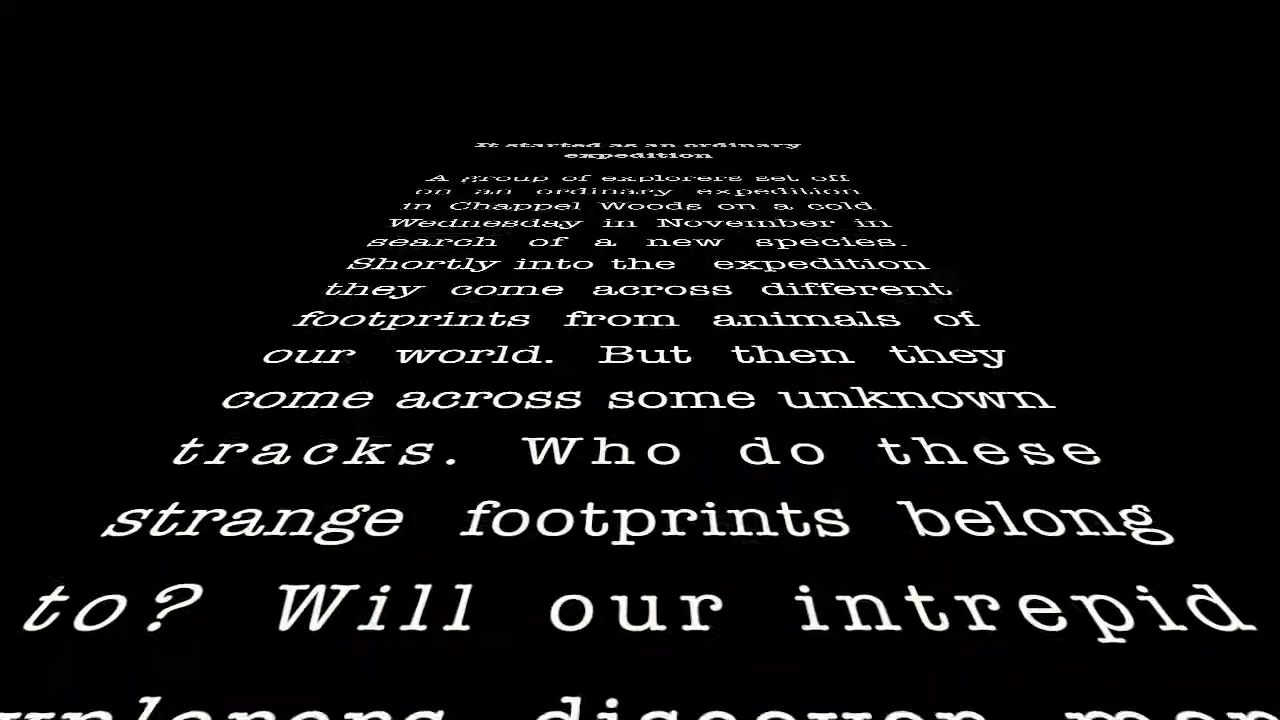 It started as an ordinary
expedition
A group of explorers set off
on an ordinary expedition
in Chappel Woods on a cold
Wednesday in November in
search of a new species.
Shortly into the expedition
they come across different
footprints from animals of
our world. But then they
come across some unknown
tracks. Who do these
strange footprints belong
to? Will our intrepid
discover